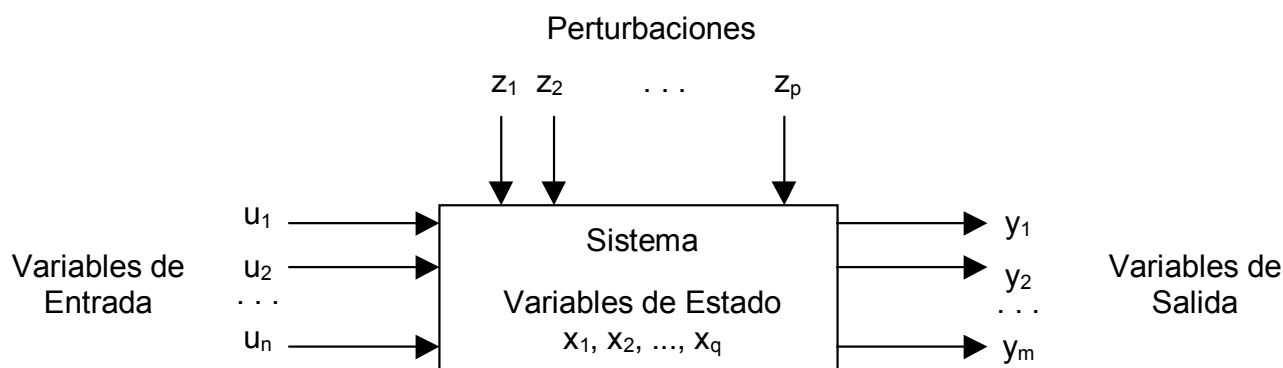 Perturbaciones
z1 z2 . . . zp
u1
u2
. . .
un
Variables de
Entrada
Sistema
Variables de Estado
x1, x2, ..., xq
y1
y2
. . .
ym
Variables de
Salida